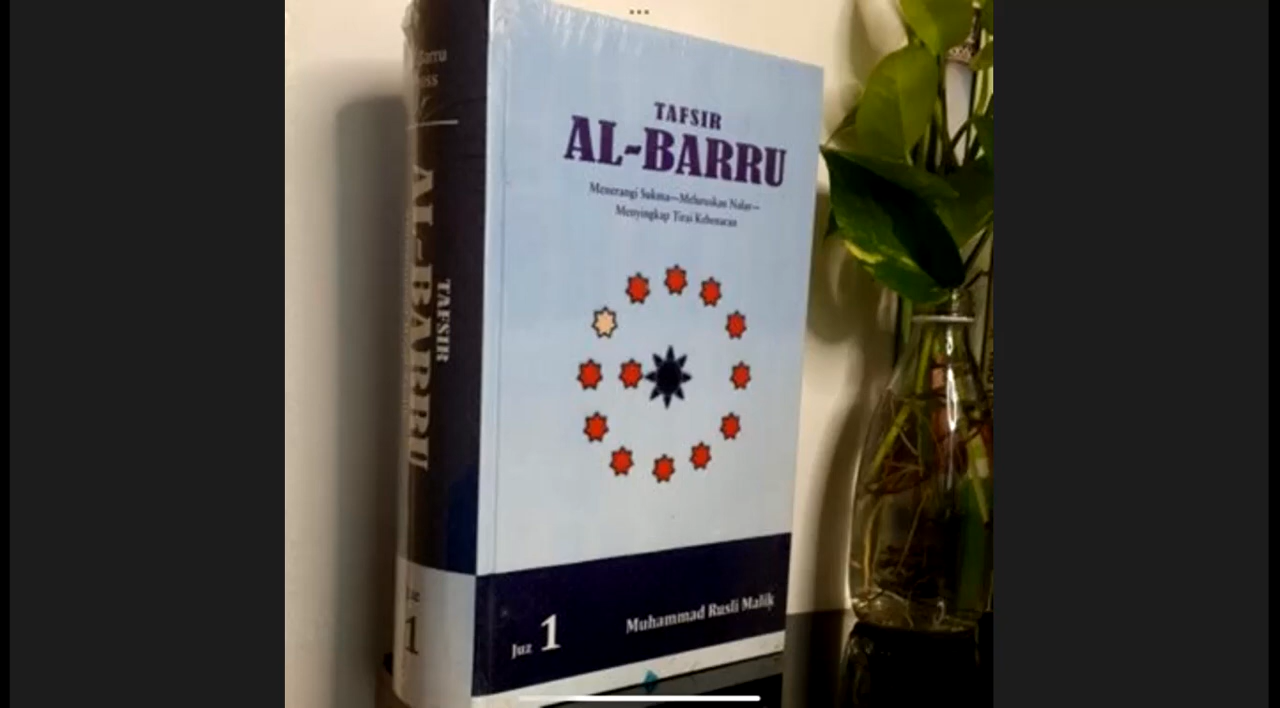 TAFSIR
AL-BARRU
Menerangi Sukma—Meluruskan Nalar—
Menyingkap Tirai Kebenaran
Juz 1
Muhammad Rusli Malik
TAFSIR
AL-BARRU
1